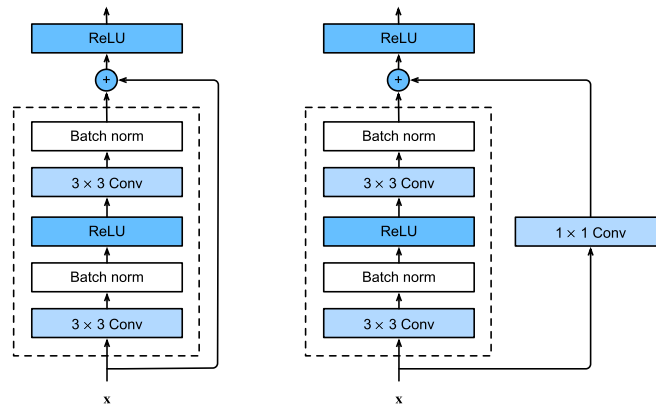 ReLU
+
Batch norm
3 × 3 Conv
ReLU
Batch norm
3 × 3 Conv
x
ReLU
+
Batch norm
3 × 3 Conv
ReLU
Batch norm
3 × 3 Conv
1 × 1 Conv
x